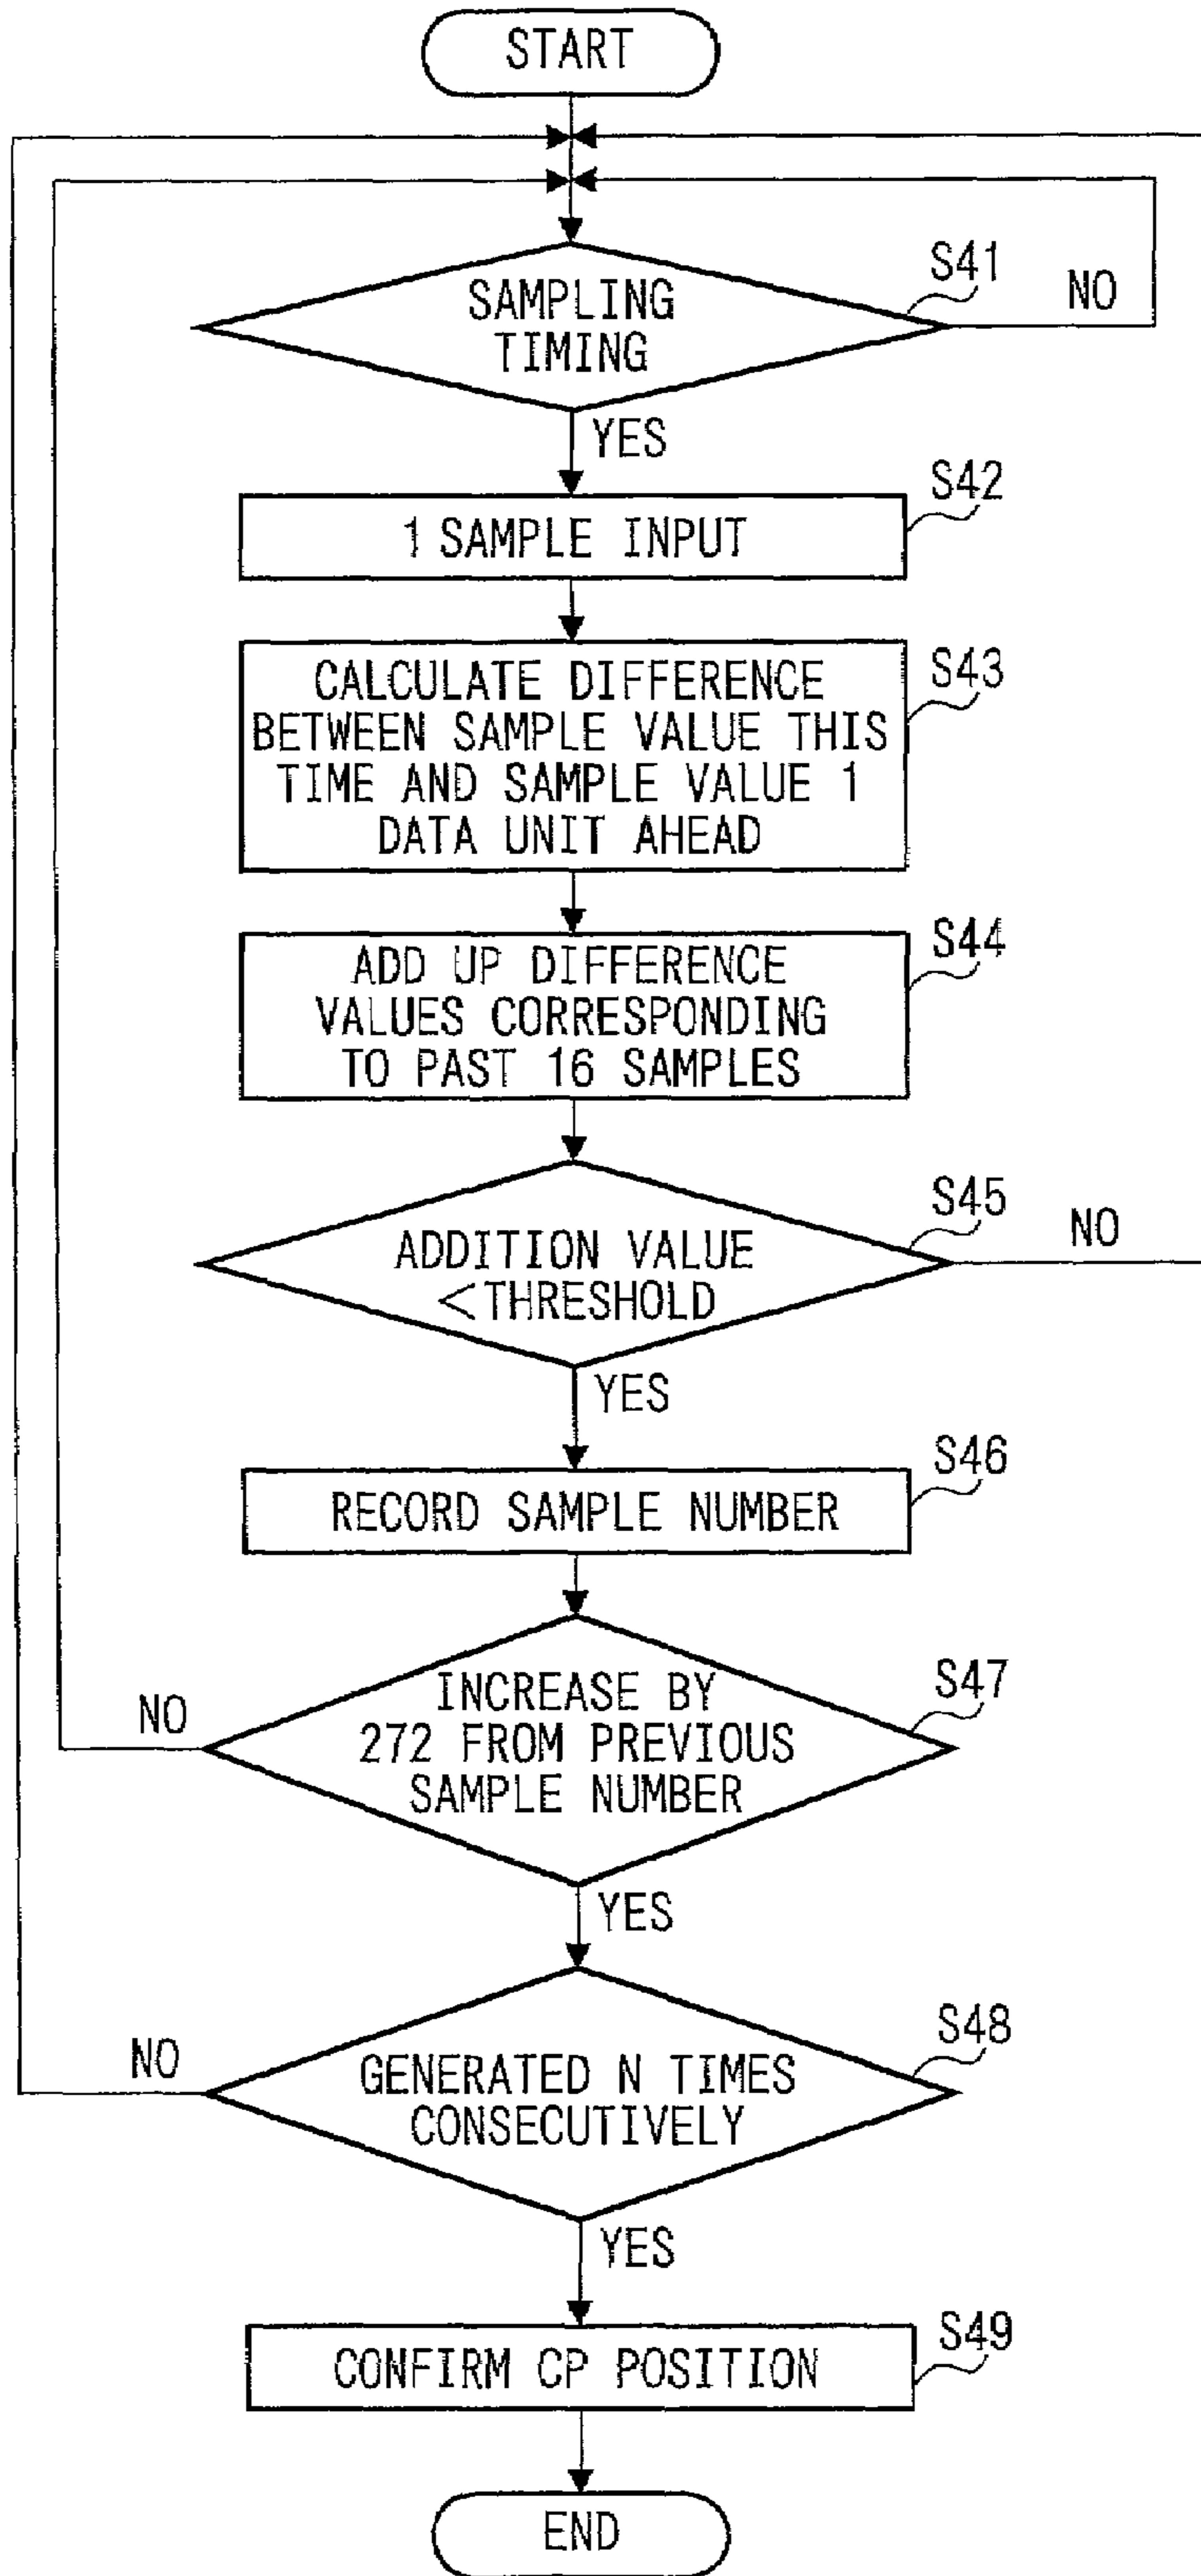 START
S41
SAMPLING
TIMING
NO
YES
S42
1 SAMPLE INPUT
S43
CALCULATE DIFFERENCE
BETWEEN SAMPLE VALUE THIS
TIME AND SAMPLE VALUE 1
DATA UNIT AHEAD
S44
ADD UP DIFFERENCE
VALUES CORRESPONDING
TO PAST 16 SAMPLES
S45
ADDITION VALUE
<THRESHOLD
NO
YES
S46
RECORD SAMPLE NUMBER
S47
INCREASE BY
272 FROM PREVIOUS
SAMPLE NUMBER
NO
YES
S48
GENERATED N TIMES
CONSECUTIVELY
NO
YES
S49
CONFIRM CP POSITION
END